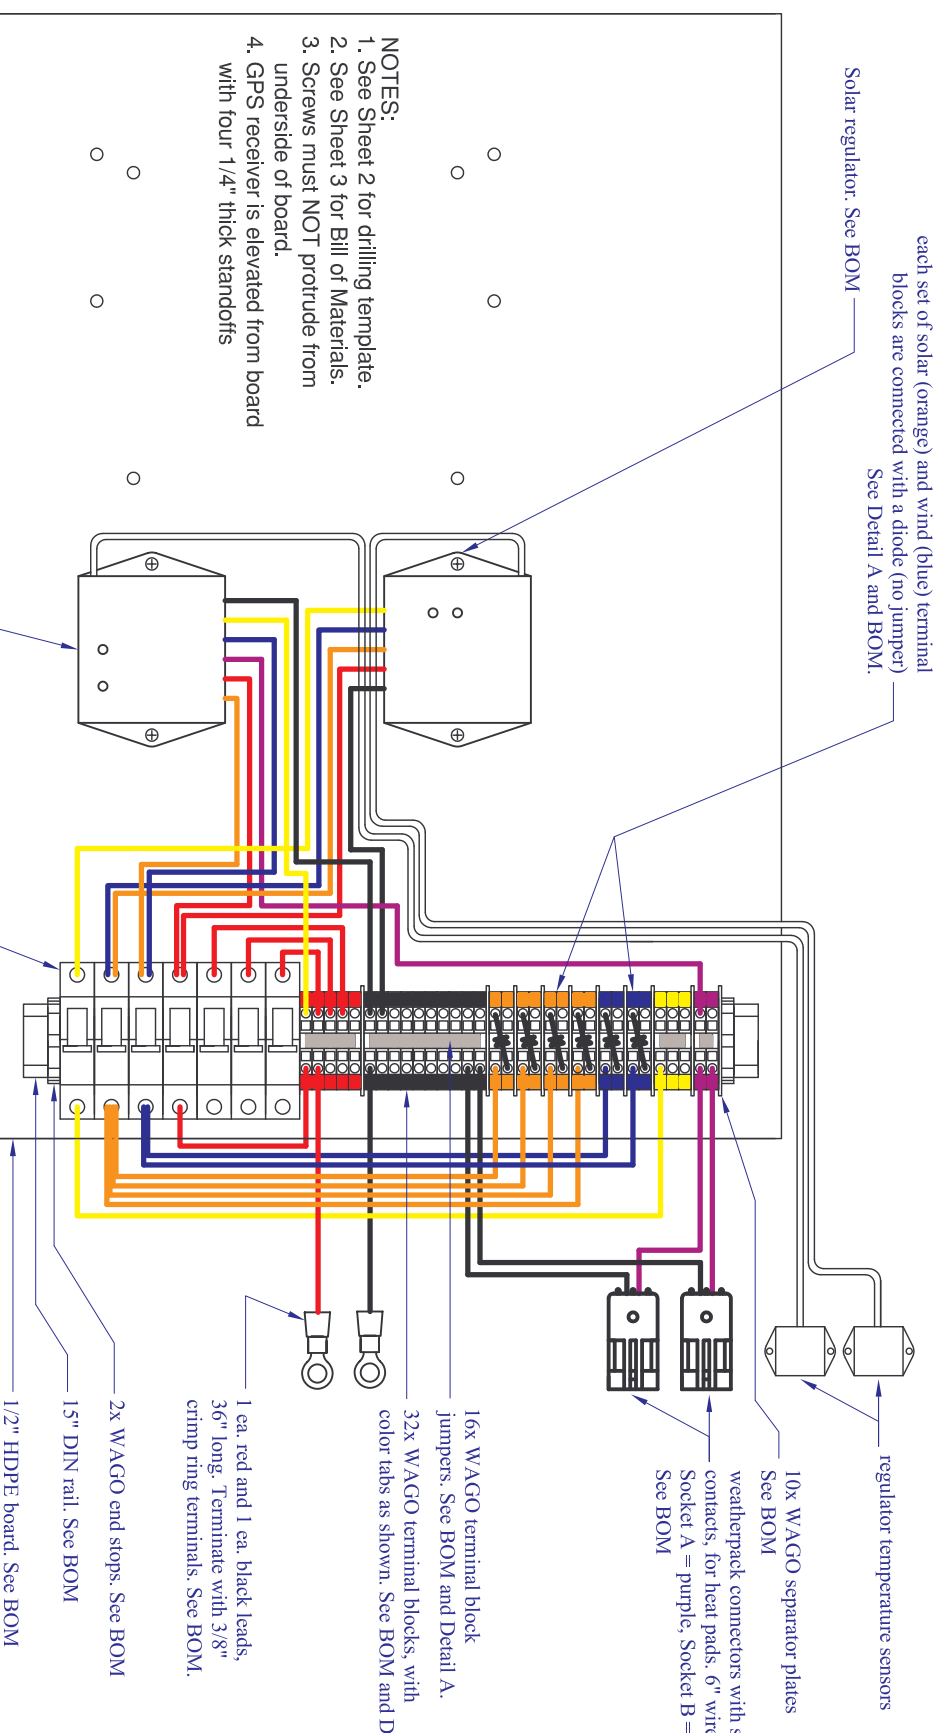 NOTES:
1. See Sheet 2 for drilling template.
2. See Sheet 3 for Bill of Materials.
3. Screws must NOT protrude from
underside of board.
4. GPS receiver is elevated from board
with four 1/4" thick standoffs
each set of solar (orange) and wind (blue) terminal
blocks are connected with a diode (no jumper)
See Detail A and BOM.
Solar regulator. See BOM
regulator temperature sensors
10x WAGO separator plates
See BOM
weatherpack connectors with s
contacts, for heat pads. 6" wire
Socket A = purple, Socket B =
See BOM
16x WAGO terminal block
jumpers. See BOM and Detail A.
32x WAGO terminal blocks, with
color tabs as shown. See BOM and D
1 ea. red and 1 ea. black leads,
36" long. Terminate with 3/8"
crimp ring terminals. See BOM.
2x WAGO end stops. See BOM
15" DIN rail. See BOM
1/2" HDPE board. See BOM